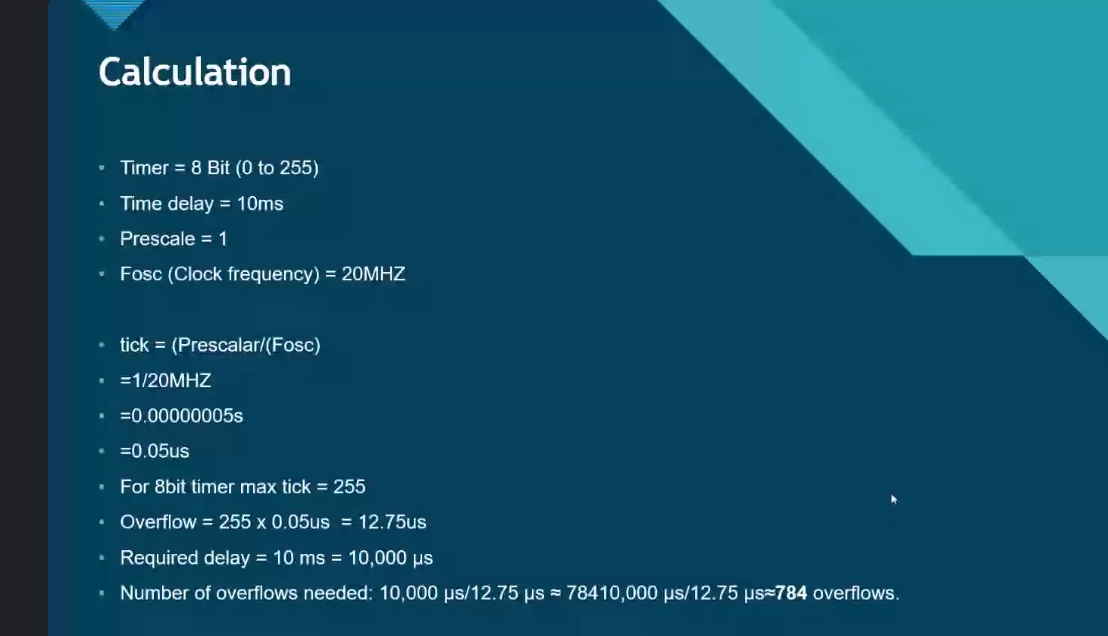 Calculation
Timer = 8 Bit (0 to 255)
Time delay = 10ms
Prescale = 1
Fosc (Clock frequency) = 20MHZ
tick = (Prescalar/(Fosc)
=1/20MHZ
=0.00000005s
=0.05us
For 8bit timer max tick = 255
Overflow = 255 x 0.05us  = 12.75us
Required delay = 10 ms = 10,000 μs
Number of overflows needed: 10,000 μs/12.75 μs ≈ 78410,000 μs/12.75 μs≈784 overflows.